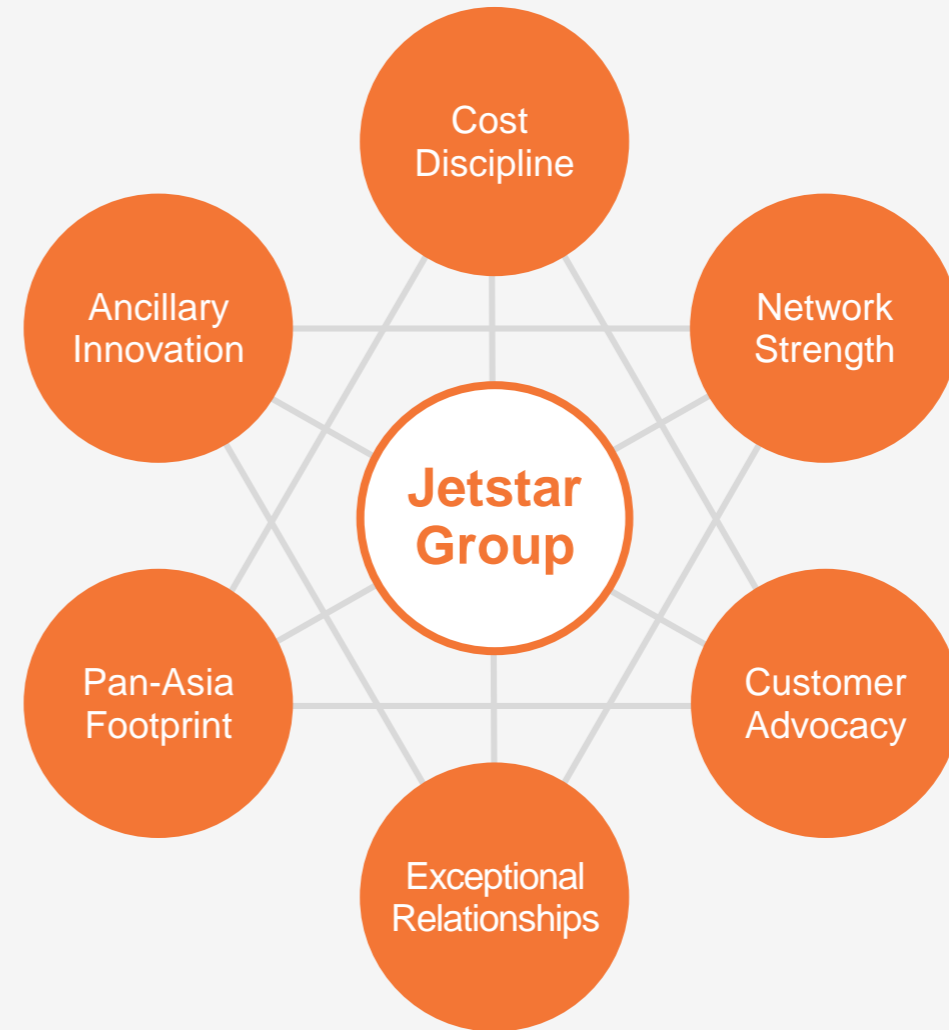 Cost
Discipline
Ancillary
Innovation
Network
Strength
Jetstar
Group
Pan-Asia
Footprint
Customer
Advocacy
Exceptional
Relationships